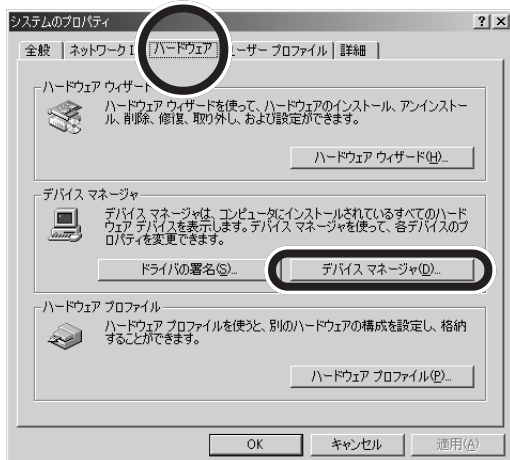 システムのプロパティ
全般
ネットワーク I
ハードウェア
ーザー プロファイル
詳細
ハードウェア ウィザード
ハードウェア ウィザードを使って、ハードウェアのインストール、アンインストー
ル、削除、修復、取り外し、および設定ができます。
ハードウェア ウィザード(H)...
デバイス マネージャ
デバイス マネージャは、コンピュータにインストールされているすべてのハード
ウェア デバイスを表示します。デバイス マネージャを使って、各デバイスのプ
ロパティを変更できます。
ドライバの署名(S)...
デバイス マネージャ(D)...
ハードウェア プロファイル
ハードウェア プロファイルを使うと、別のハードウェアの構成を設定し、格納
することができます。
ハードウェア プロファイル(P)...
OK
キャンセル
適用(A)